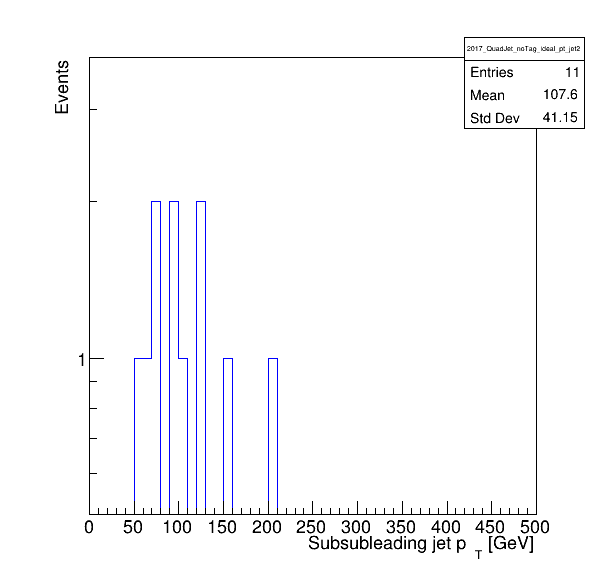 2017_QuadJet_noTag_ideal_pt_jet2
Entries 11
Mean 107.6
Std Dev 41.15
Events
1
0 50 100 150 200 250 300 350 400 450 500
Subsubleading jet p T [GeV]